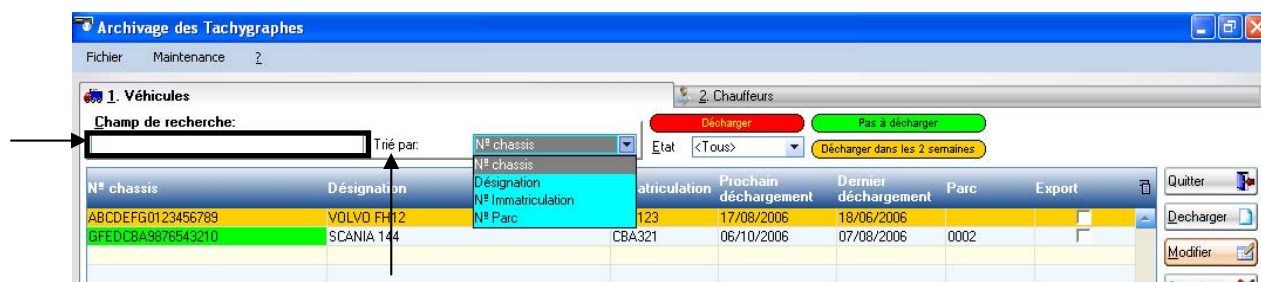 Archivage des Tachygraphes
Fichier Maintenance ?
1. Véhicules 2. Chauffeurs
Champ de recherche:
Décharger Pas à décharger
Trié par: Nº chassis Etat <Tous> Décharger dans les 2 semaines
Nº chassis
Désignation
Nº Immatriculation
Nº Parc
Nº chassis Désignation atriculation Prochain déchargement Dernier déchargement Parc Export
ABCDEFG0123456789 VOLVO FH12 123 17/08/2006 18/06/2006
GFEDCBA9876543210 SCANIA 144 CBA321 06/10/2006 07/08/2006 0002
Quitter
Decharger
Modifier